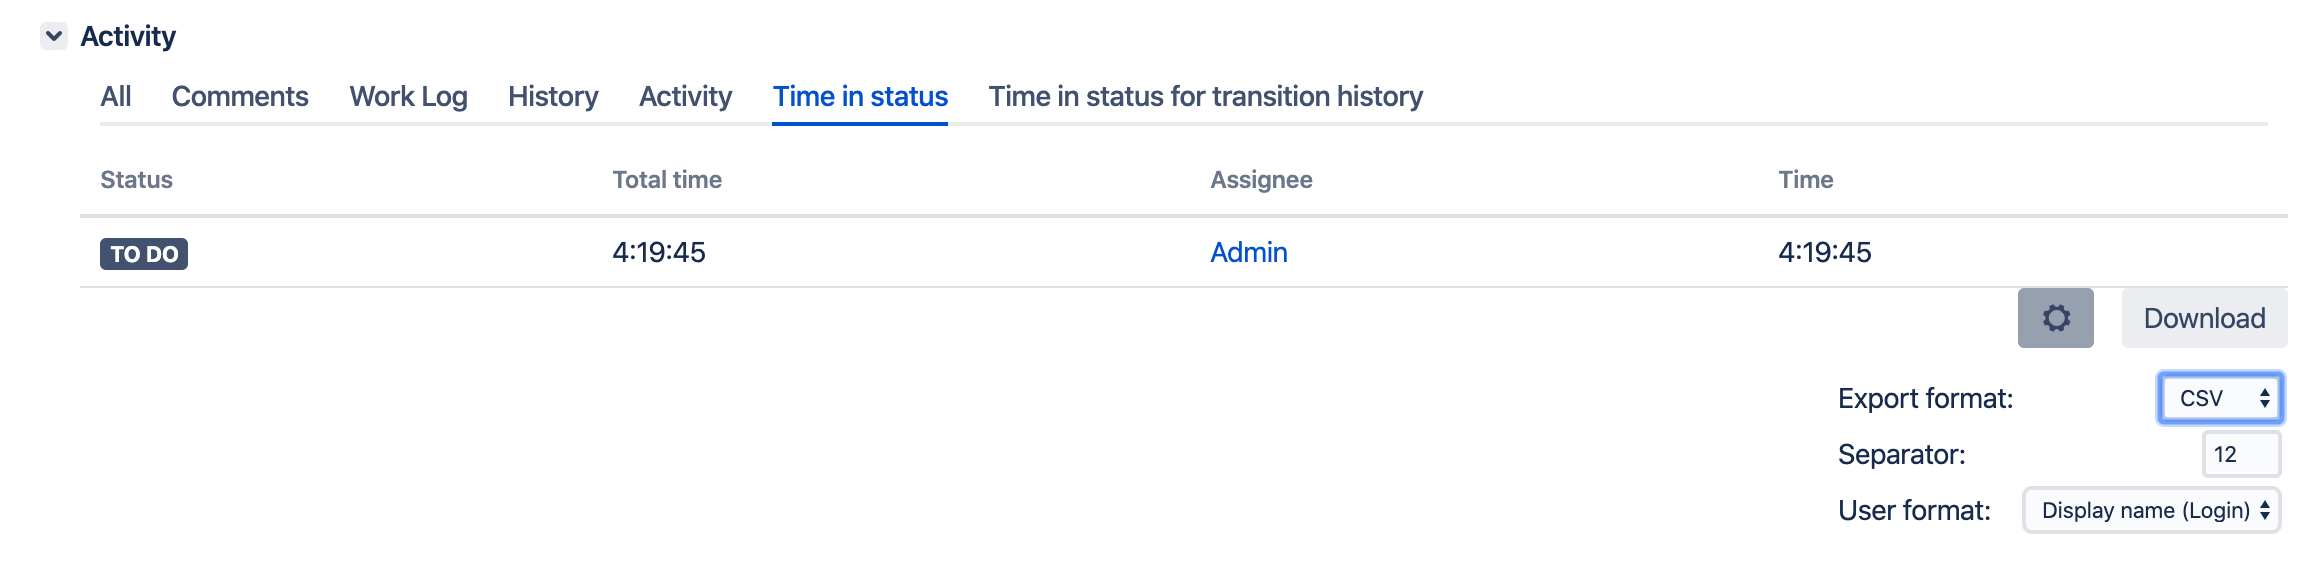 Activity
All Comments Work Log History Activity Time in status Time in status for transition history
Status Total time Assignee Time
TO DO 4:19:45 Admin 4:19:45
Download
Export format: CSV
Separator: 12
User format: Display name (Login)